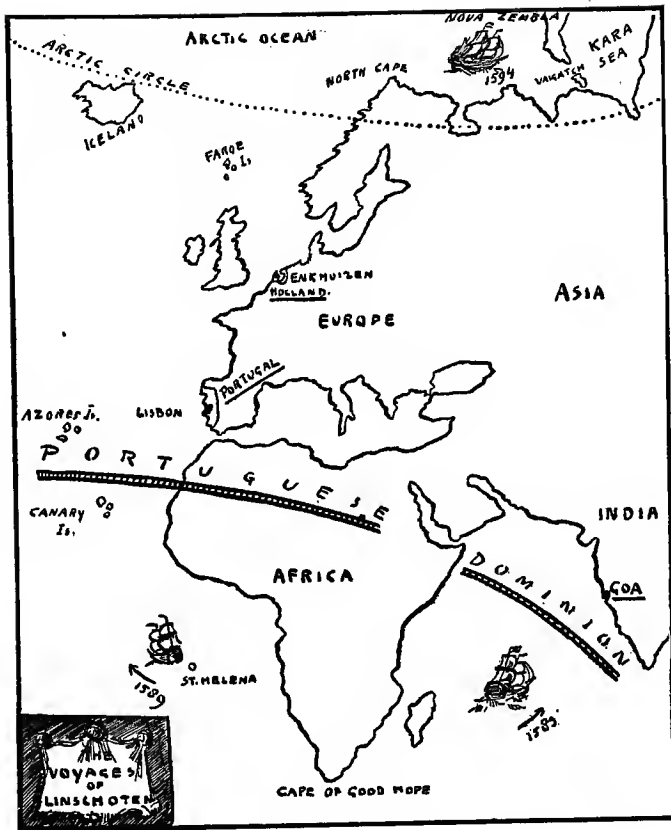 NOVA ZEMBLA
ARCTIC OCEAN
KARA
SEA
ARCTIC CIRCLE
NORTH CAPE
1594
VAIGATCH
ICELAND
FAROE
Is.
ENKHUIZEN
HOLLAND.
ASIA
EUROPE
PORTUGAL
AZORES Is.
LISBON
PORTUGUESE
CANARY
Is.
INDIA
DOMINION
AFRICA
GOA
ST. HELENA
1589
1583.
THE
VOYAGES
OF
LINSCHOTEN
CAPE OF GOOD HOPE